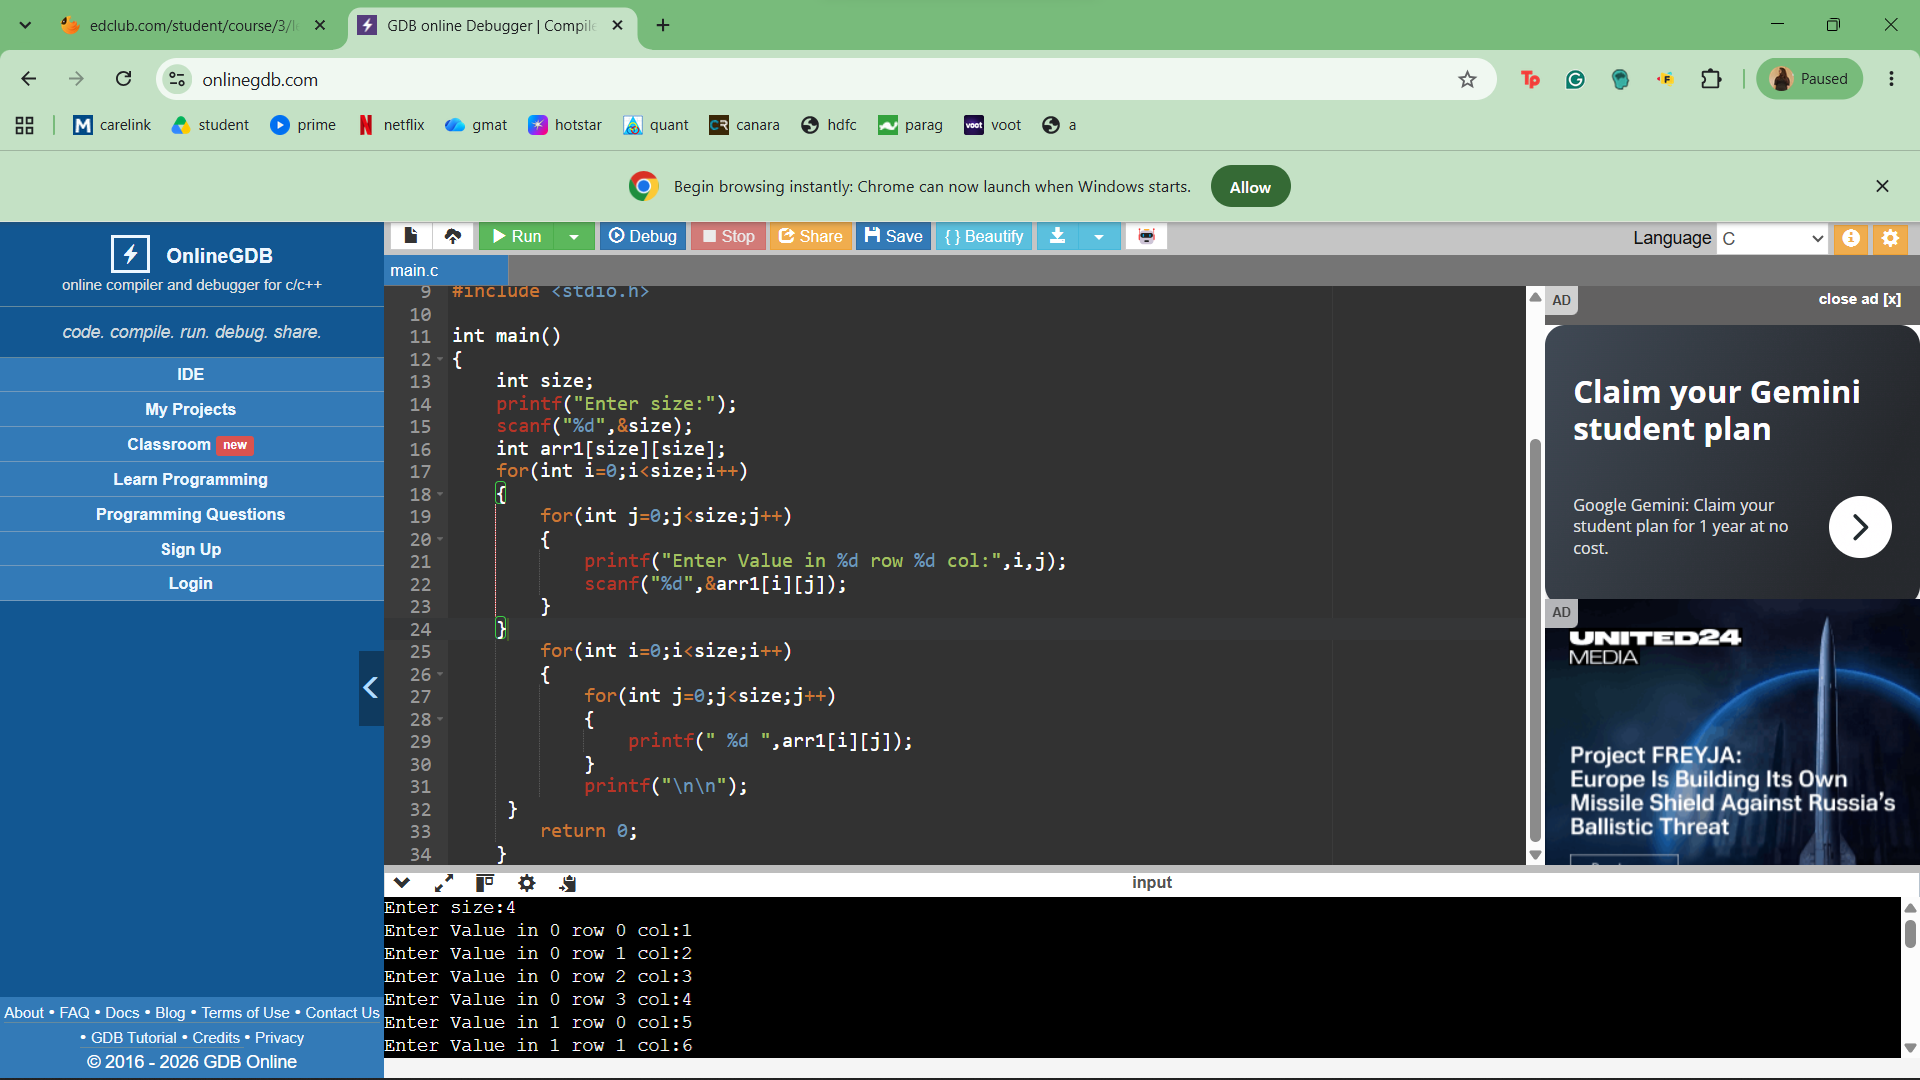 edclub.com/student/course/3/l
GDB online Debugger | Compile
onlinegdb.com
Tp
G
F
Paused
M carelink
student
prime
N netflix
gmat
hotstar
quant
CR canara
hdfc
parag
voot voot
a
Begin browsing instantly: Chrome can now launch when Windows starts.
Allow
OnlineGDB
online compiler and debugger for c/c++
code. compile. run. debug. share.
IDE
My Projects
Classroom new
Learn Programming
Programming Questions
Sign Up
Login
About • FAQ • Docs • Blog • Terms of Use • Contact Us
• GDB Tutorial • Credits • Privacy
© 2016 - 2026 GDB Online
Run
Debug
Stop
Share
Save
{ } Beautify
Language C
main.c
9 #include <stdio.h>
10
11 int main()
12 {
13 int size;
14 printf("Enter size:");
15 scanf("%d",&size);
16 int arr1[size][size];
17 for(int i=0;i<size;i++)
18 {
19 for(int j=0;j<size;j++)
20 {
21 printf("Enter Value in %d row %d col:",i,j);
22 scanf("%d",&arr1[i][j]);
23 }
24 }
25 for(int i=0;i<size;i++)
26 {
27 for(int j=0;j<size;j++)
28 {
29 printf(" %d ",arr1[i][j]);
30 }
31 printf("\n\n");
32 }
33 return 0;
34 }
AD
close ad [x]
Claim your Gemini
student plan
Google Gemini: Claim your
student plan for 1 year at no
cost.
AD
UNITED24
MEDIA
Project FREYJA:
Europe Is Building Its Own
Missile Shield Against Russia's
Ballistic Threat
input
Enter size:4
Enter Value in 0 row 0 col:1
Enter Value in 0 row 1 col:2
Enter Value in 0 row 2 col:3
Enter Value in 0 row 3 col:4
Enter Value in 1 row 0 col:5
Enter Value in 1 row 1 col:6